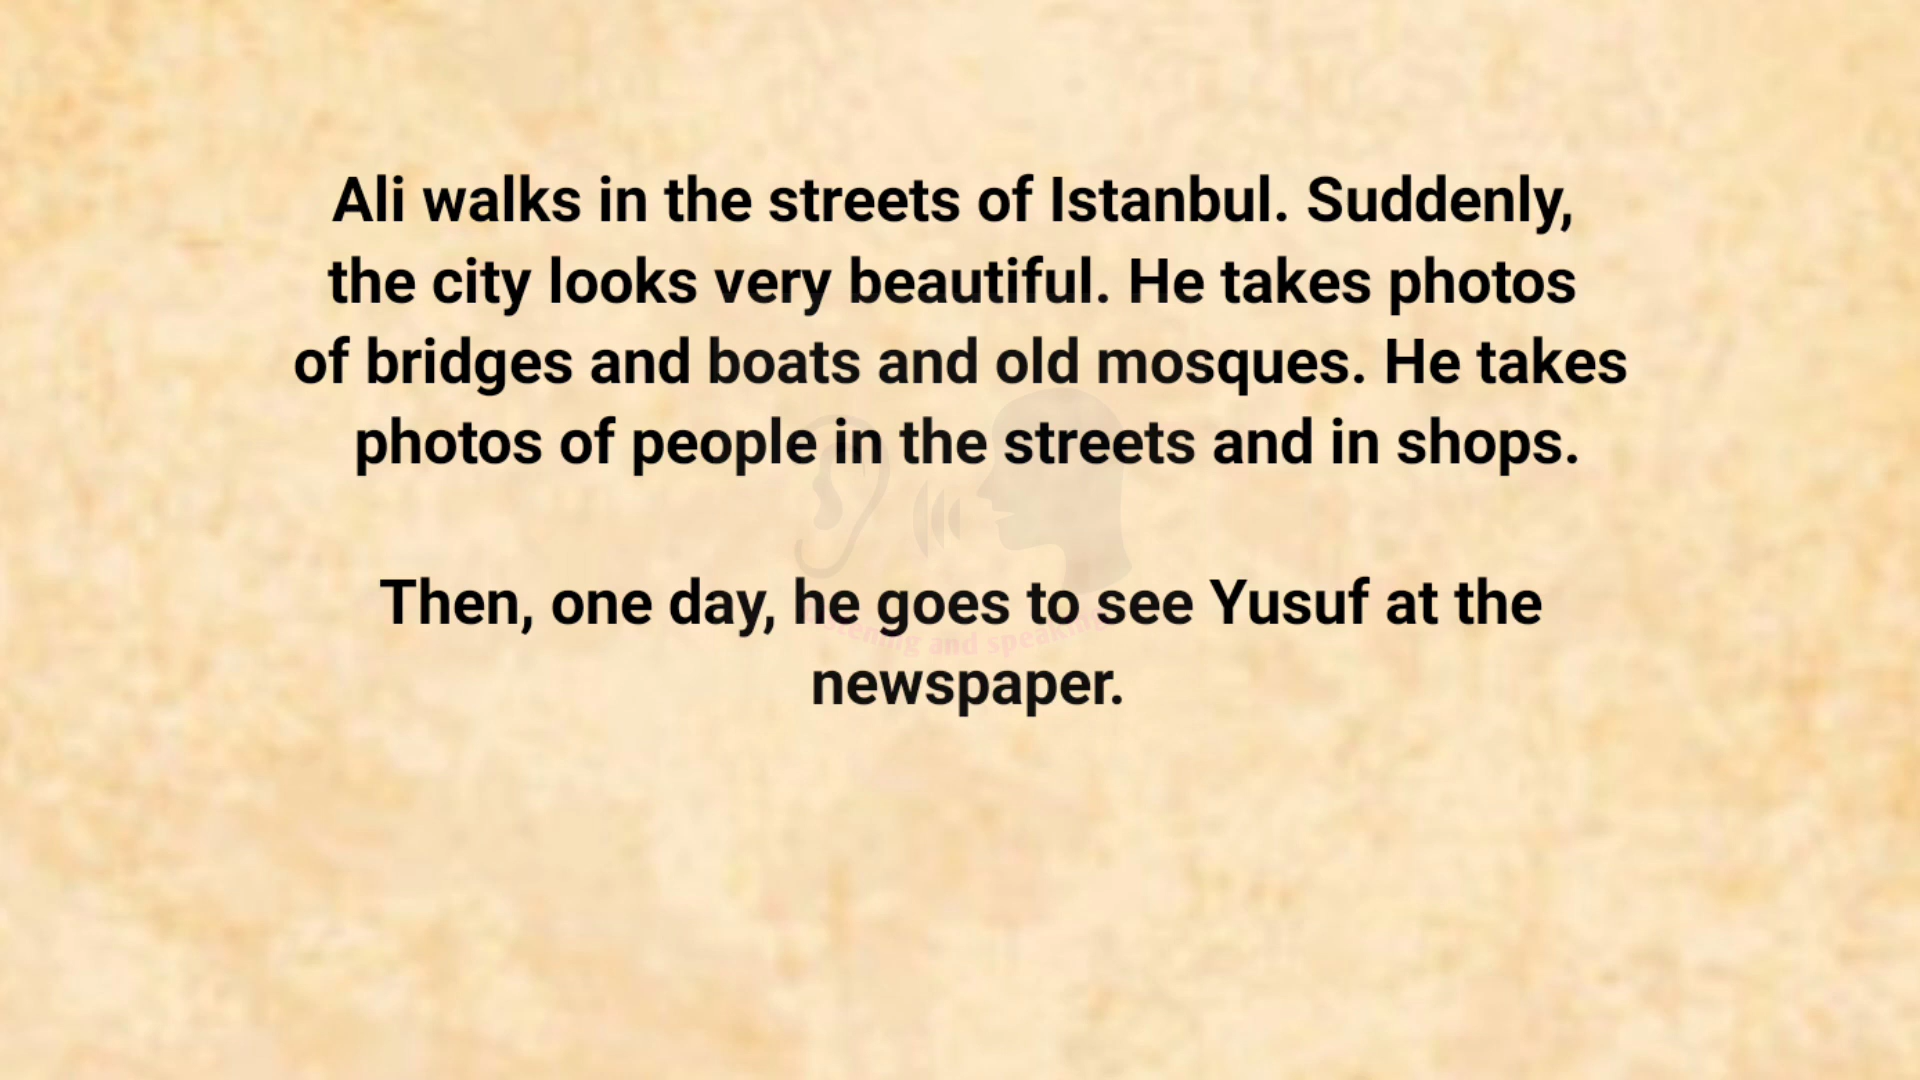 Ali walks in the streets of Istanbul. Suddenly,
the city looks very beautiful. He takes photos
of bridges and boats and old mosques. He takes
photos of people in the streets and in shops.
Then, one day, he goes to see Yusuf at the
and speaking
newspaper.